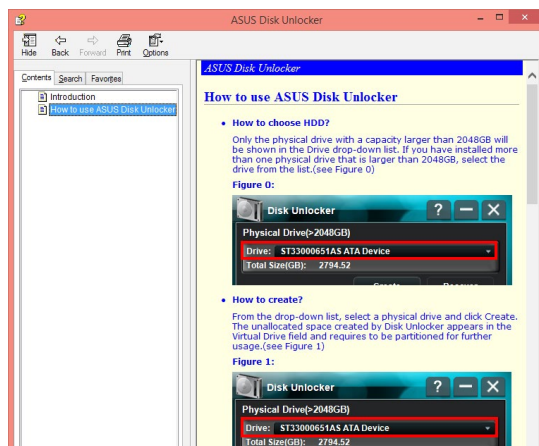 ASUS Disk Unlocker
Hide Back Forward Print Options
Contents Search Favorites
Introduction
How to use ASUS Disk Unlocker
ASUS Disk Unlocker
How to use ASUS Disk Unlocker
• How to choose HDD?
Only the physical drive with a capacity larger than 2048GB will
be shown in the Drive drop-down list. If you have installed more
than one physical drive that is larger than 2048GB, select the
drive from the list.(see Figure 0)
Figure 0:
Disk Unlocker ? — X
Physical Drive(>2048GB)
Drive: ST33000651AS ATA Device
Total Size(GB): 2794.52
• How to create?
From the drop-down list, select a physical drive and click Create.
The unallocated space created by Disk Unlocker appears in the
Virtual Drive field and requires to be partitioned for further
usage.(see Figure 1)
Figure 1:
Disk Unlocker ? — X
Physical Drive(>2048GB)
Drive: ST33000651AS ATA Device
Total Size(GB): 2794.52